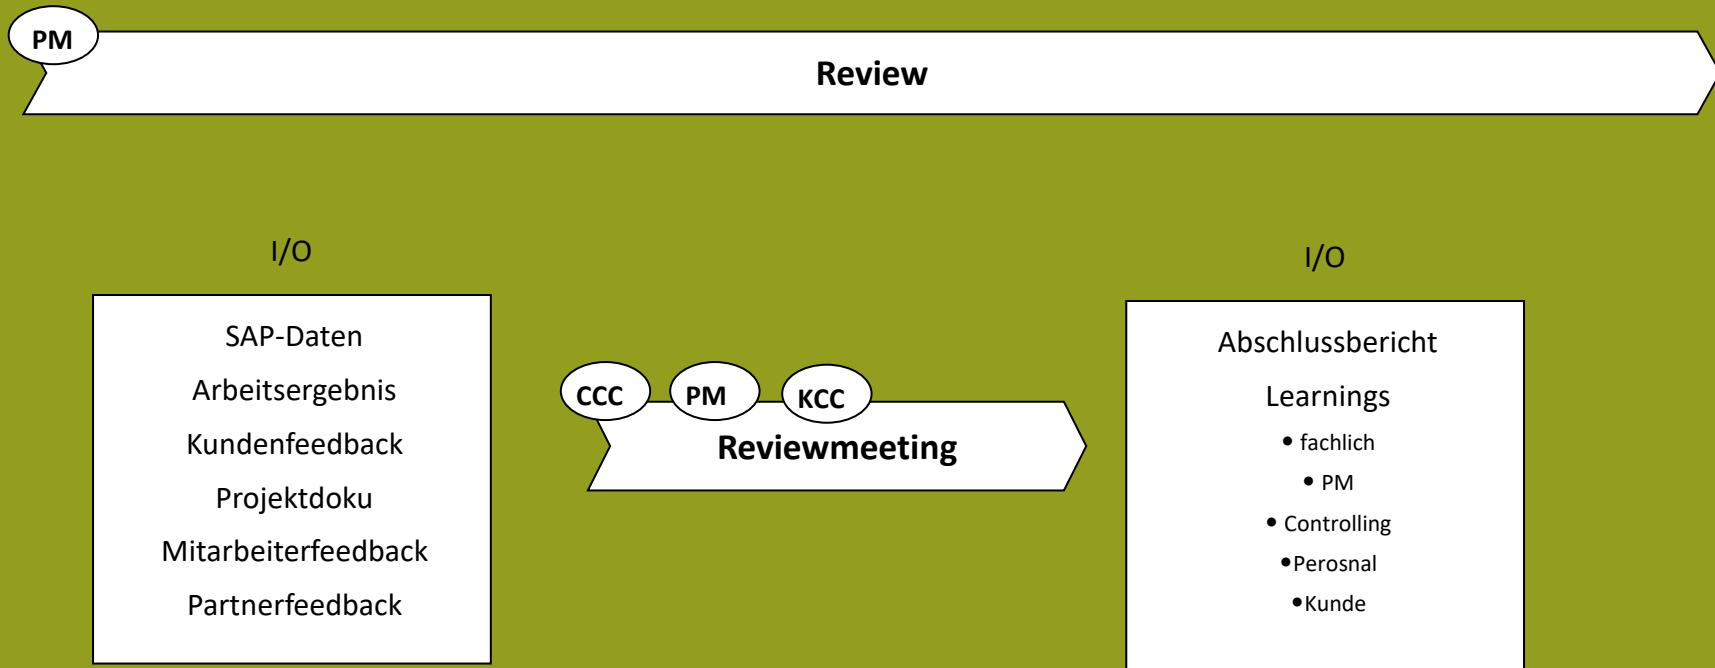 PM
Review
I/O
SAP-Daten
Arbeitsergebnis
Kundenfeedback
Projektdoku
Mitarbeiterfeedback
Partnerfeedback
CCC PM KCC
Reviewmeeting
I/O
Abschlussbericht
Learnings
• fachlich
• PM
• Controlling
•Perosnal
•Kunde